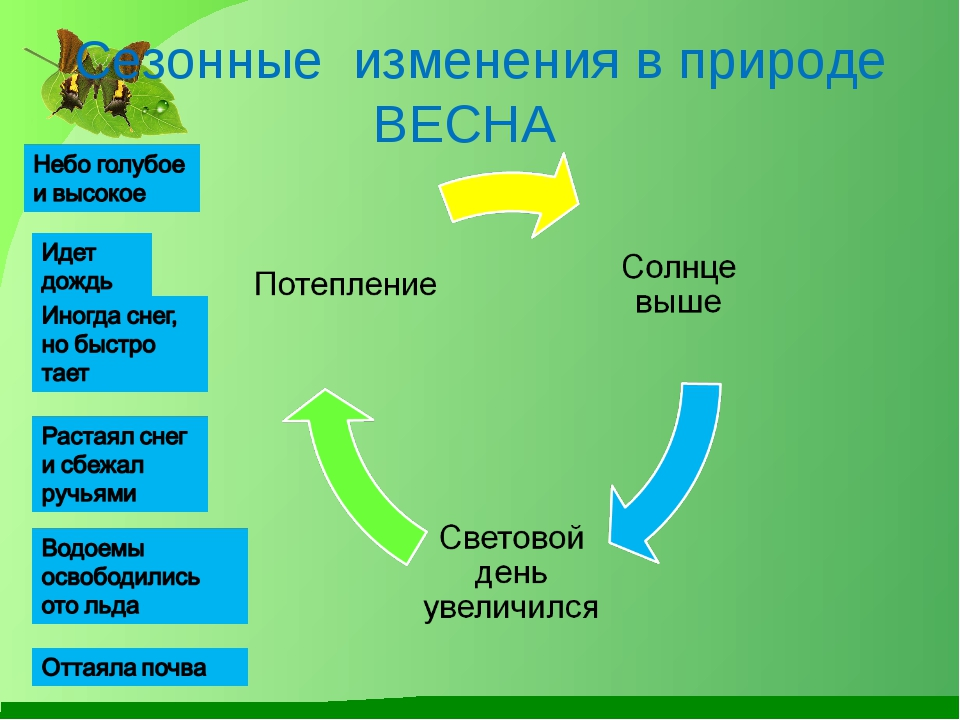 Сезонные изменения в природе
ВЕСНА
Небо голубое
и высокое
Идет
дождь
Иногда снег,
но быстро
тает
Растаял снег
и сбежал
ручьями
Водоемы
освободились
ото льда
Оттаяла почва
Потепление
Солнце
выше
Световой
день
увеличился